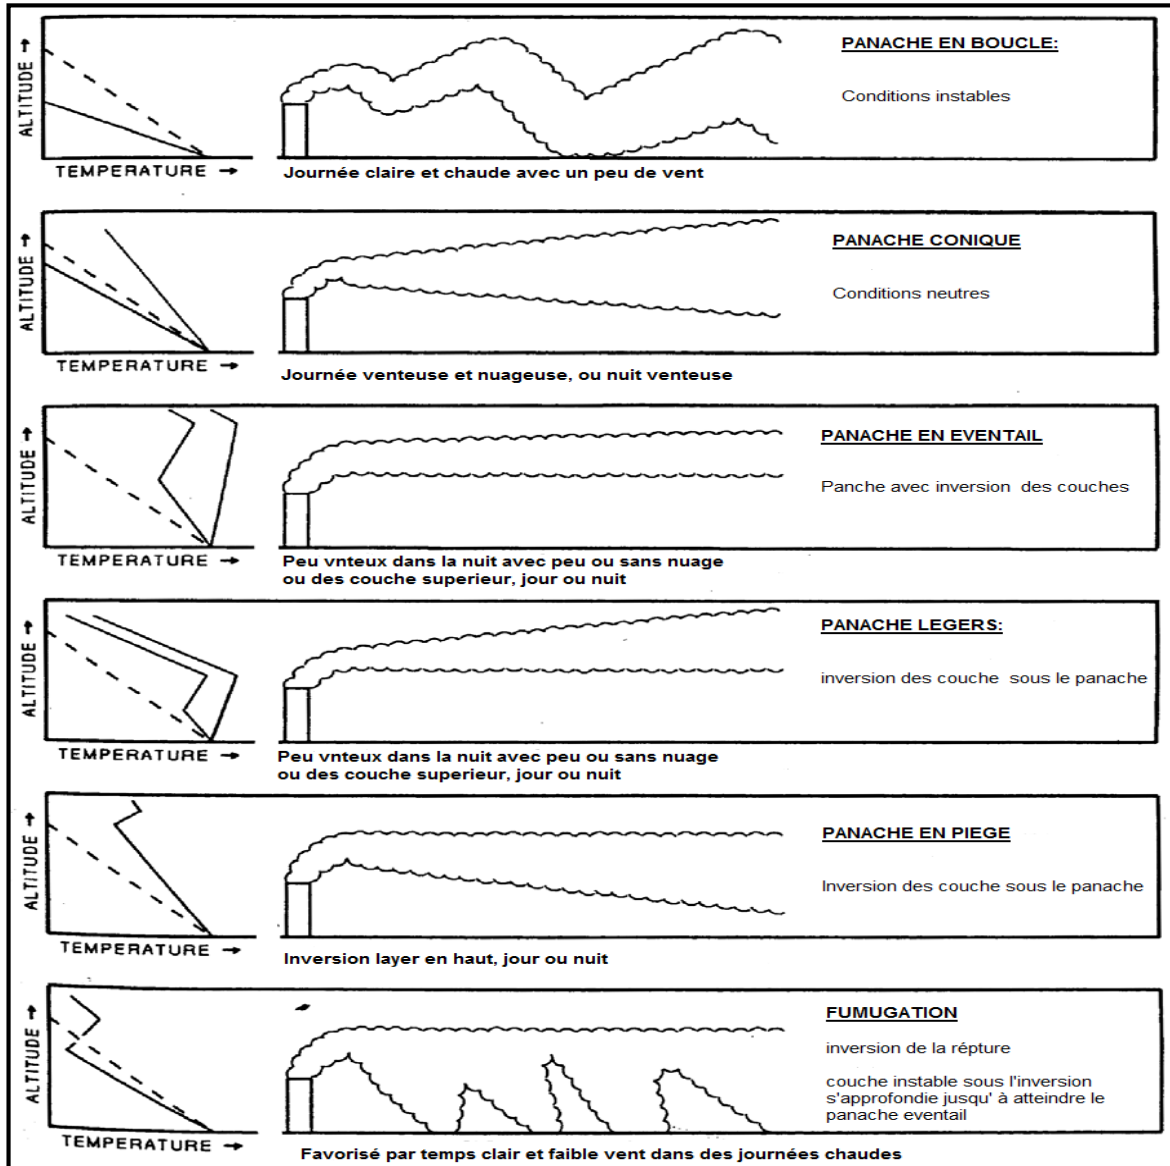 ALTITUDE →
TEMPERATURE →
PANACHE EN BOUCLE:
Conditions instables
Journée claire et chaude avec un peu de vent
ALTITUDE →
TEMPERATURE →
PANACHE CONIQUE
Conditions neutres
Journée venteuse et nuageuse, ou nuit venteuse
ALTITUDE →
TEMPERATURE →
PANACHE EN EVENTAIL
Panche avec inversion des couches
Peu vnteux dans la nuit avec peu ou sans nuage
ou des couche superieur, jour ou nuit
ALTITUDE →
TEMPERATURE →
PANACHE LEGERS:
inversion des couche sous le panache
Peu vnteux dans la nuit avec peu ou sans nuage
ou des couche superieur, jour ou nuit
ALTITUDE →
TEMPERATURE →
PANACHE EN PIEGE
Inversion des couche sous le panache
Inversion layer en haut, jour ou nuit
ALTITUDE →
TEMPERATURE →
FUMUGATION
inversion de la répture
couche instable sous l'inversion
s'approfondie jusqu' à atteindre le
panache eventail
Favorisé par temps clair et faible vent dans des journées chaudes